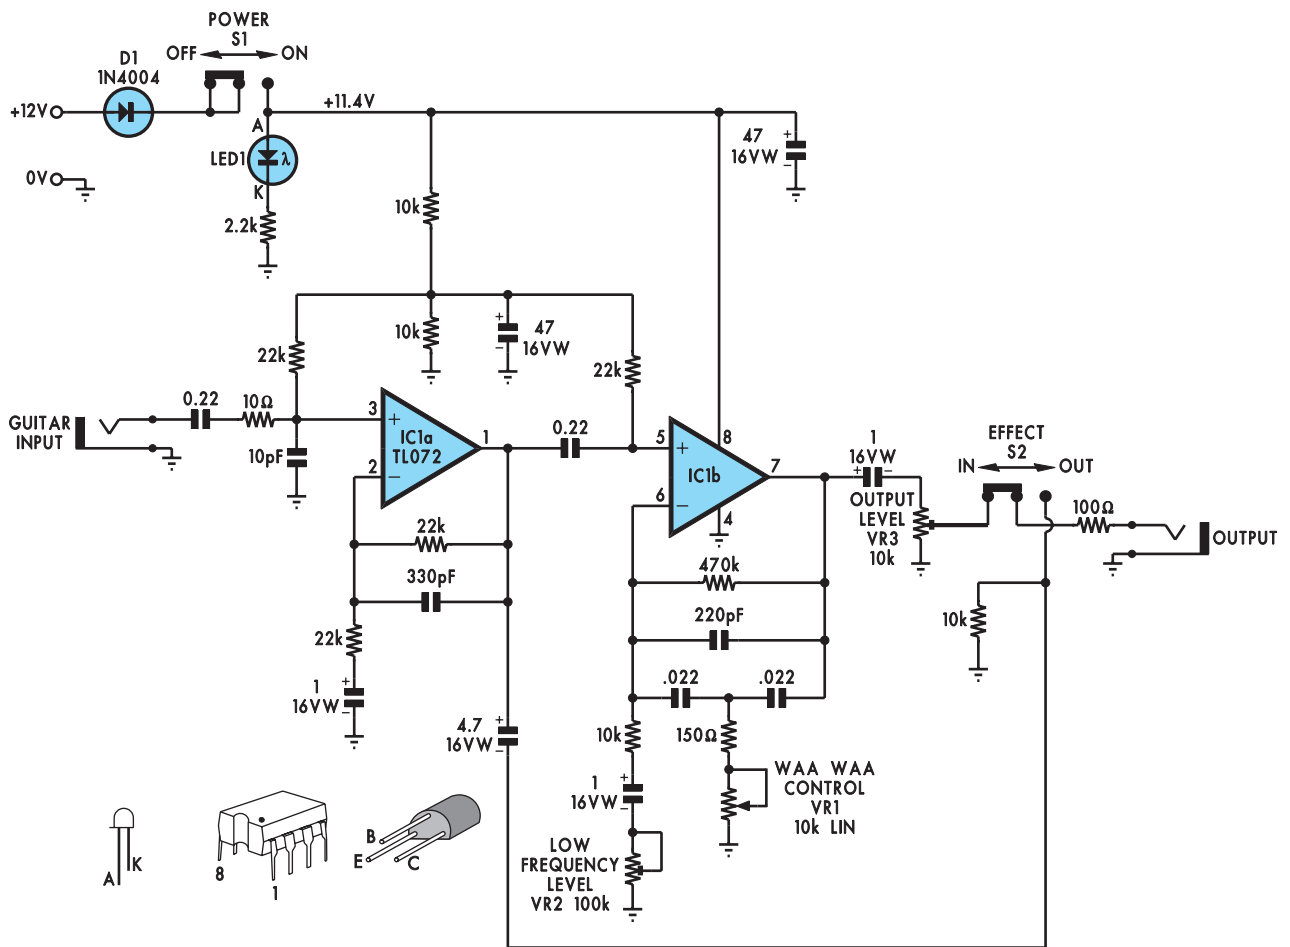 POWER
S1
OFF ON
D1
1N4004
+12V
+11.4V
A
LED1 λ
K
0V
2.2k
47
16VW
+
−
10k
10k
+
−
47
16VW
22k
22k
GUITAR
INPUT
0.22
10Ω
10pF
3
+
IC1a
TL072
1
2
−
0.22
5
+
8
IC1b
7
6
−
4
1
16VW
+ −
OUTPUT
LEVEL
VR3
10k
EFFECT
S2
IN OUT
100Ω
OUTPUT
10k
22k
330pF
22k
1
16VW
+
−
4.7
16VW
+
−
470k
220pF
.022
.022
10k
150Ω
1
16VW
+
−
WAA WAA
CONTROL
VR1
10k LIN
LOW
FREQUENCY
LEVEL
VR2 100k
A
K
8
1
B
E
C